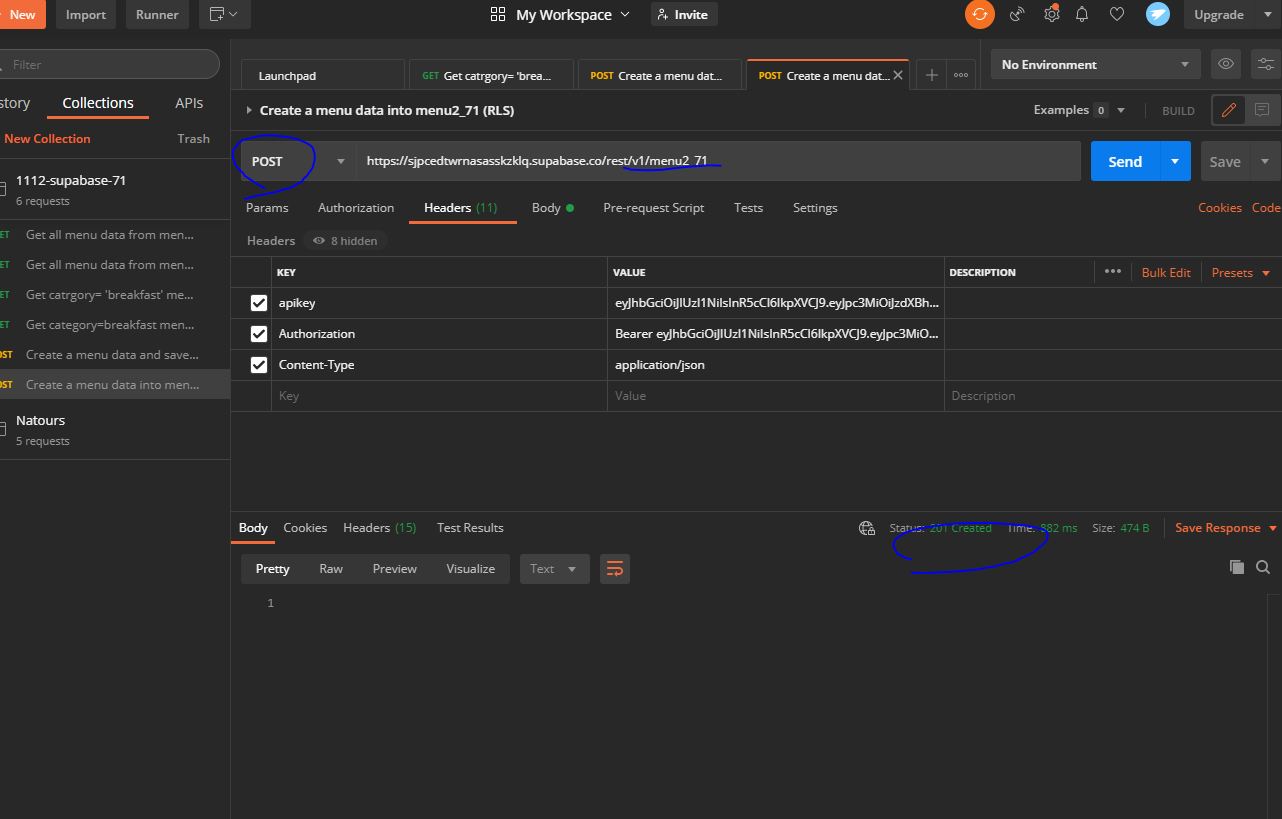 New Import Runner My Workspace Invite Upgrade
Filter
Launchpad GET Get catrgory= 'brea... POST Create a menu dat... POST Create a menu dat... No Environment
story Collections APIs
Create a menu data into menu2_71 (RLS) Examples 0 BUILD
New Collection Trash
POST https://sjpcedtwrnasasskzklq.supabase.co/rest/v1/menu2_71 Send Save
1112-supabase-71
6 requests
Params Authorization Headers (11) Body Pre-request Script Tests Settings Cookies Code
ET Get all menu data from men...
Headers 8 hidden
ET Get all menu data from men...
KEY VALUE DESCRIPTION Bulk Edit Presets
ET Get catrgory= 'breakfast' me...
apikey eyJhbGciOiJIUzI1NiIsInR5cCI6IkpXVCJ9.eyJpc3MiOiJzdXBh...
ET Get category=breakfast men...
Authorization Bearer eyJhbGciOiJIUzI1NiIsInR5cCI6IkpXVCJ9.eyJpc3MiO...
OST Create a menu data and save...
Content-Type application/json
OST Create a menu data into men...
Key Value Description
Natours
5 requests
Body Cookies Headers (15) Test Results Status: 201 Created Time: 882 ms Size: 474 B Save Response
Pretty Raw Preview Visualize Text
1